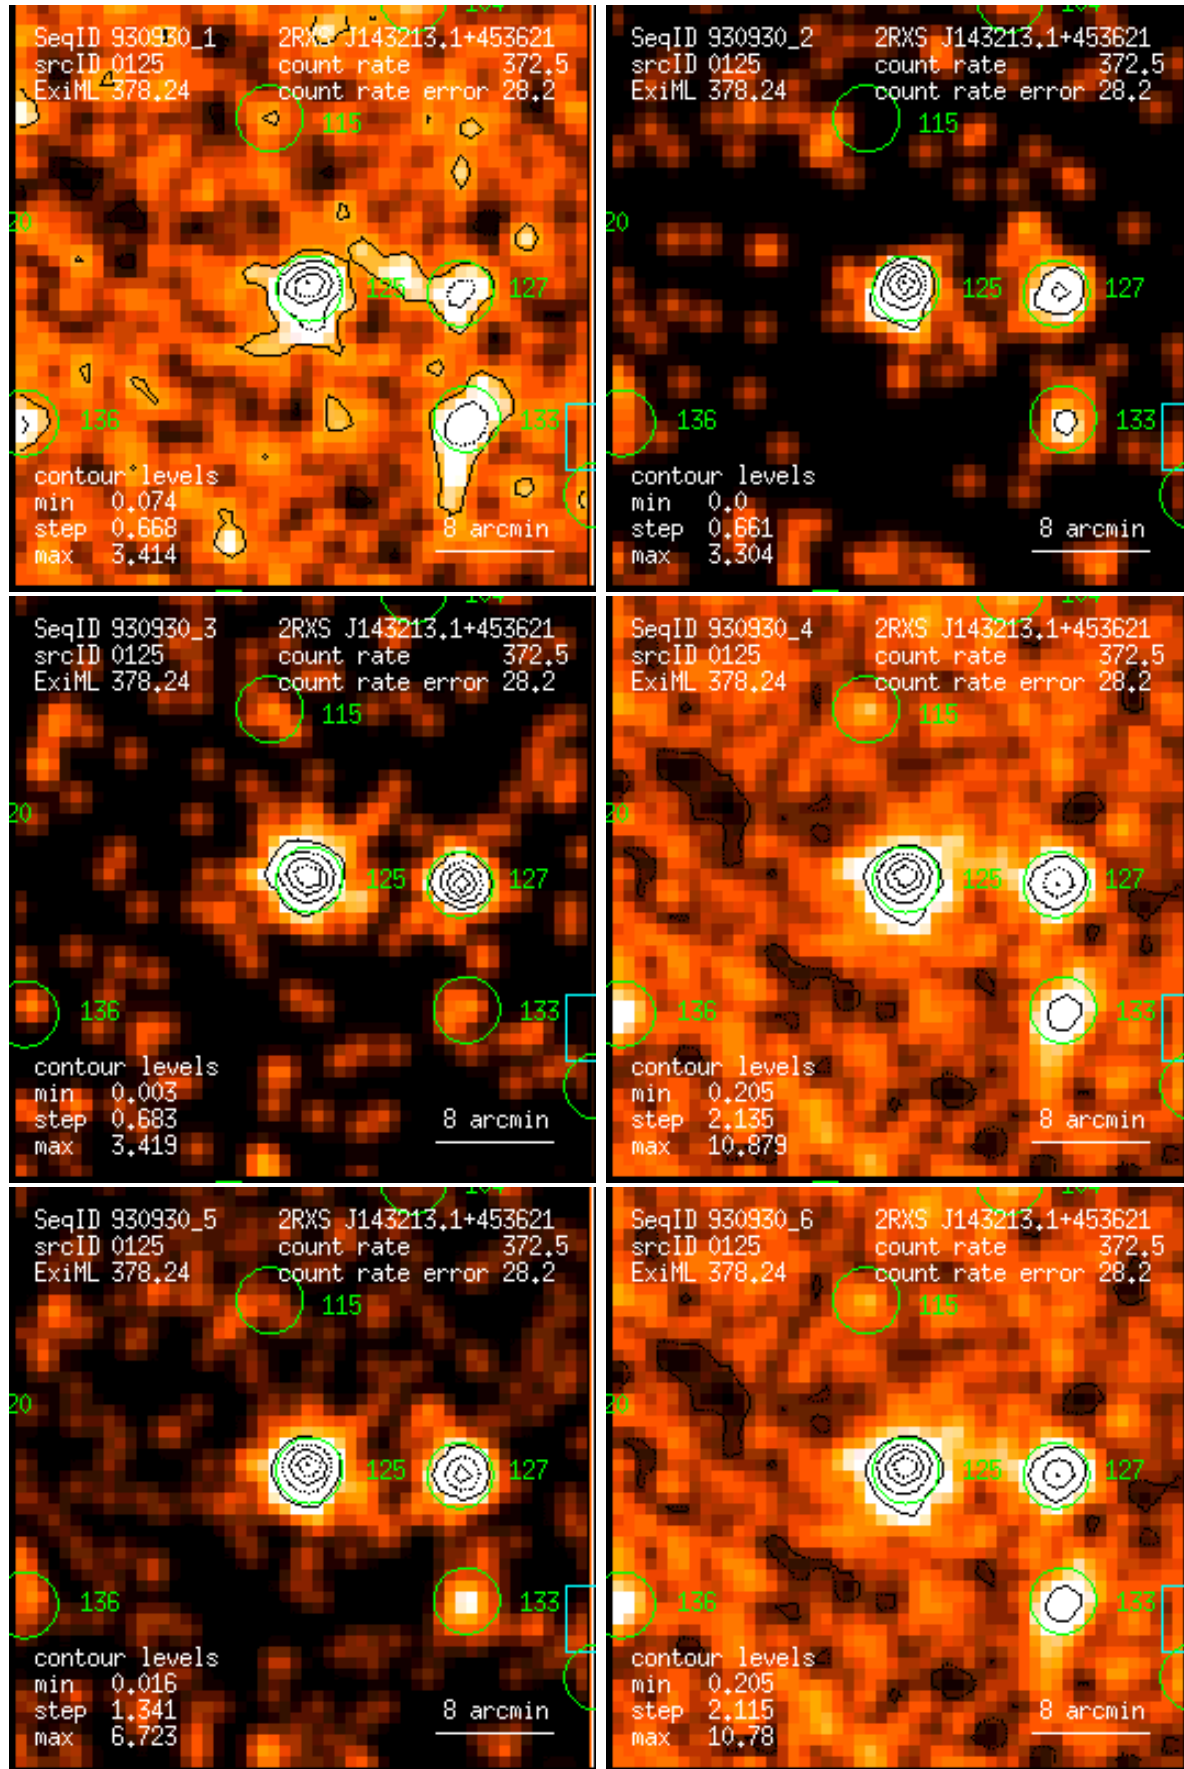 104
SeqID 930930_1 2RXS J143213.1+453621
srcID 0125 count rate 372.5
ExiML 378.24 count rate error 28.2
115
20
125 127
136 133
contour levels
min 0.074
step 0.668 8 arcmin
max 3.414
104
SeqID 930930_2 2RXS J143213.1+453621
srcID 0125 count rate 372.5
ExiML 378.24 count rate error 28.2
115
20
125 127
136 133
contour levels
min 0.0
step 0.661 8 arcmin
max 3.304
104
SeqID 930930_3 2RXS J143213.1+453621
srcID 0125 count rate 372.5
ExiML 378.24 count rate error 28.2
115
20
125 127
136 133
contour levels
min 0.003
step 0.683 8 arcmin
max 3.419
104
SeqID 930930_4 2RXS J143213.1+453621
srcID 0125 count rate 372.5
ExiML 378.24 count rate error 28.2
115
20
125 127
136 133
contour levels
min 0.205
step 2.135 8 arcmin
max 10.879
104
SeqID 930930_5 2RXS J143213.1+453621
srcID 0125 count rate 372.5
ExiML 378.24 count rate error 28.2
115
20
125 127
136 133
contour levels
min 0.016
step 1.341 8 arcmin
max 6.723
104
SeqID 930930_6 2RXS J143213.1+453621
srcID 0125 count rate 372.5
ExiML 378.24 count rate error 28.2
115
20
125 127
136 133
contour levels
min 0.205
step 2.115 8 arcmin
max 10.78